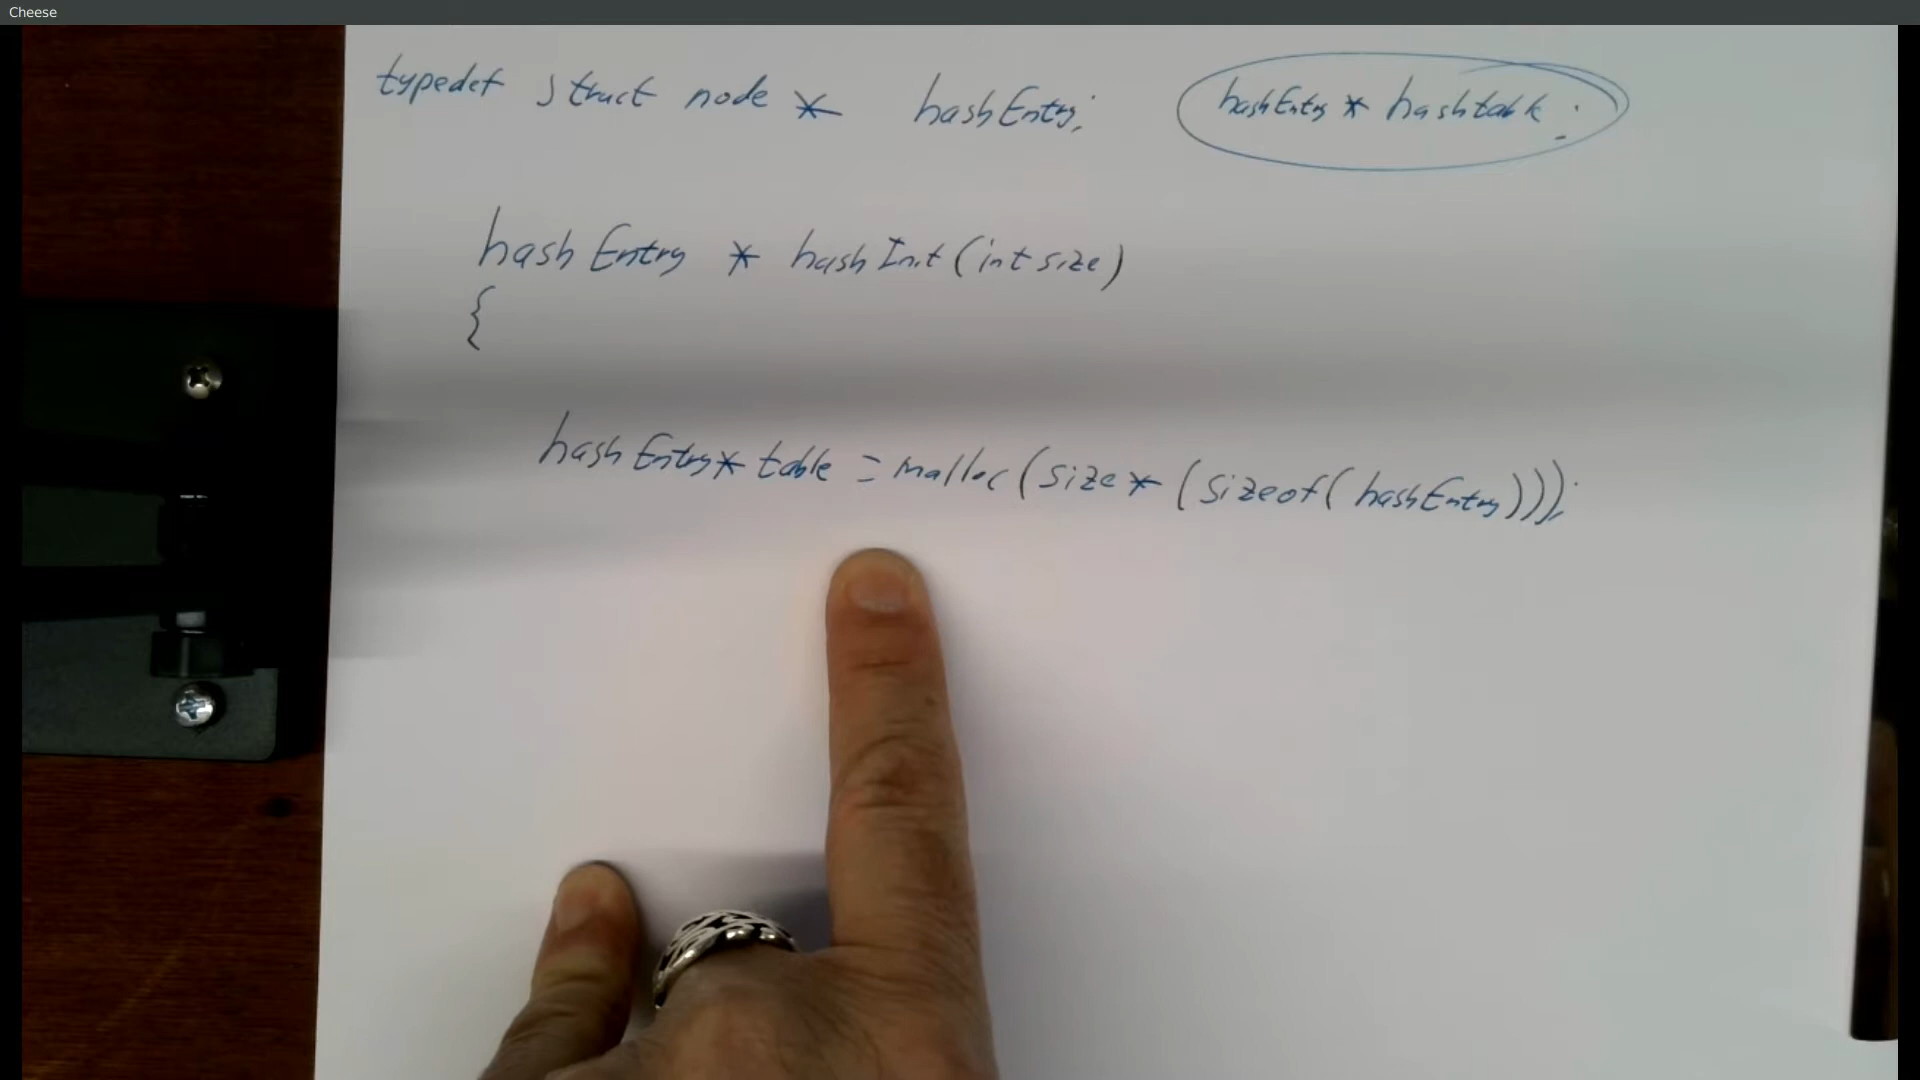 Cheese
typedef struct node * hashEntry; hashEntry * hashtable;
hashEntry * hashInit(int size)
{
hashEntry* table = malloc(size * (sizeof(hashEntry)));